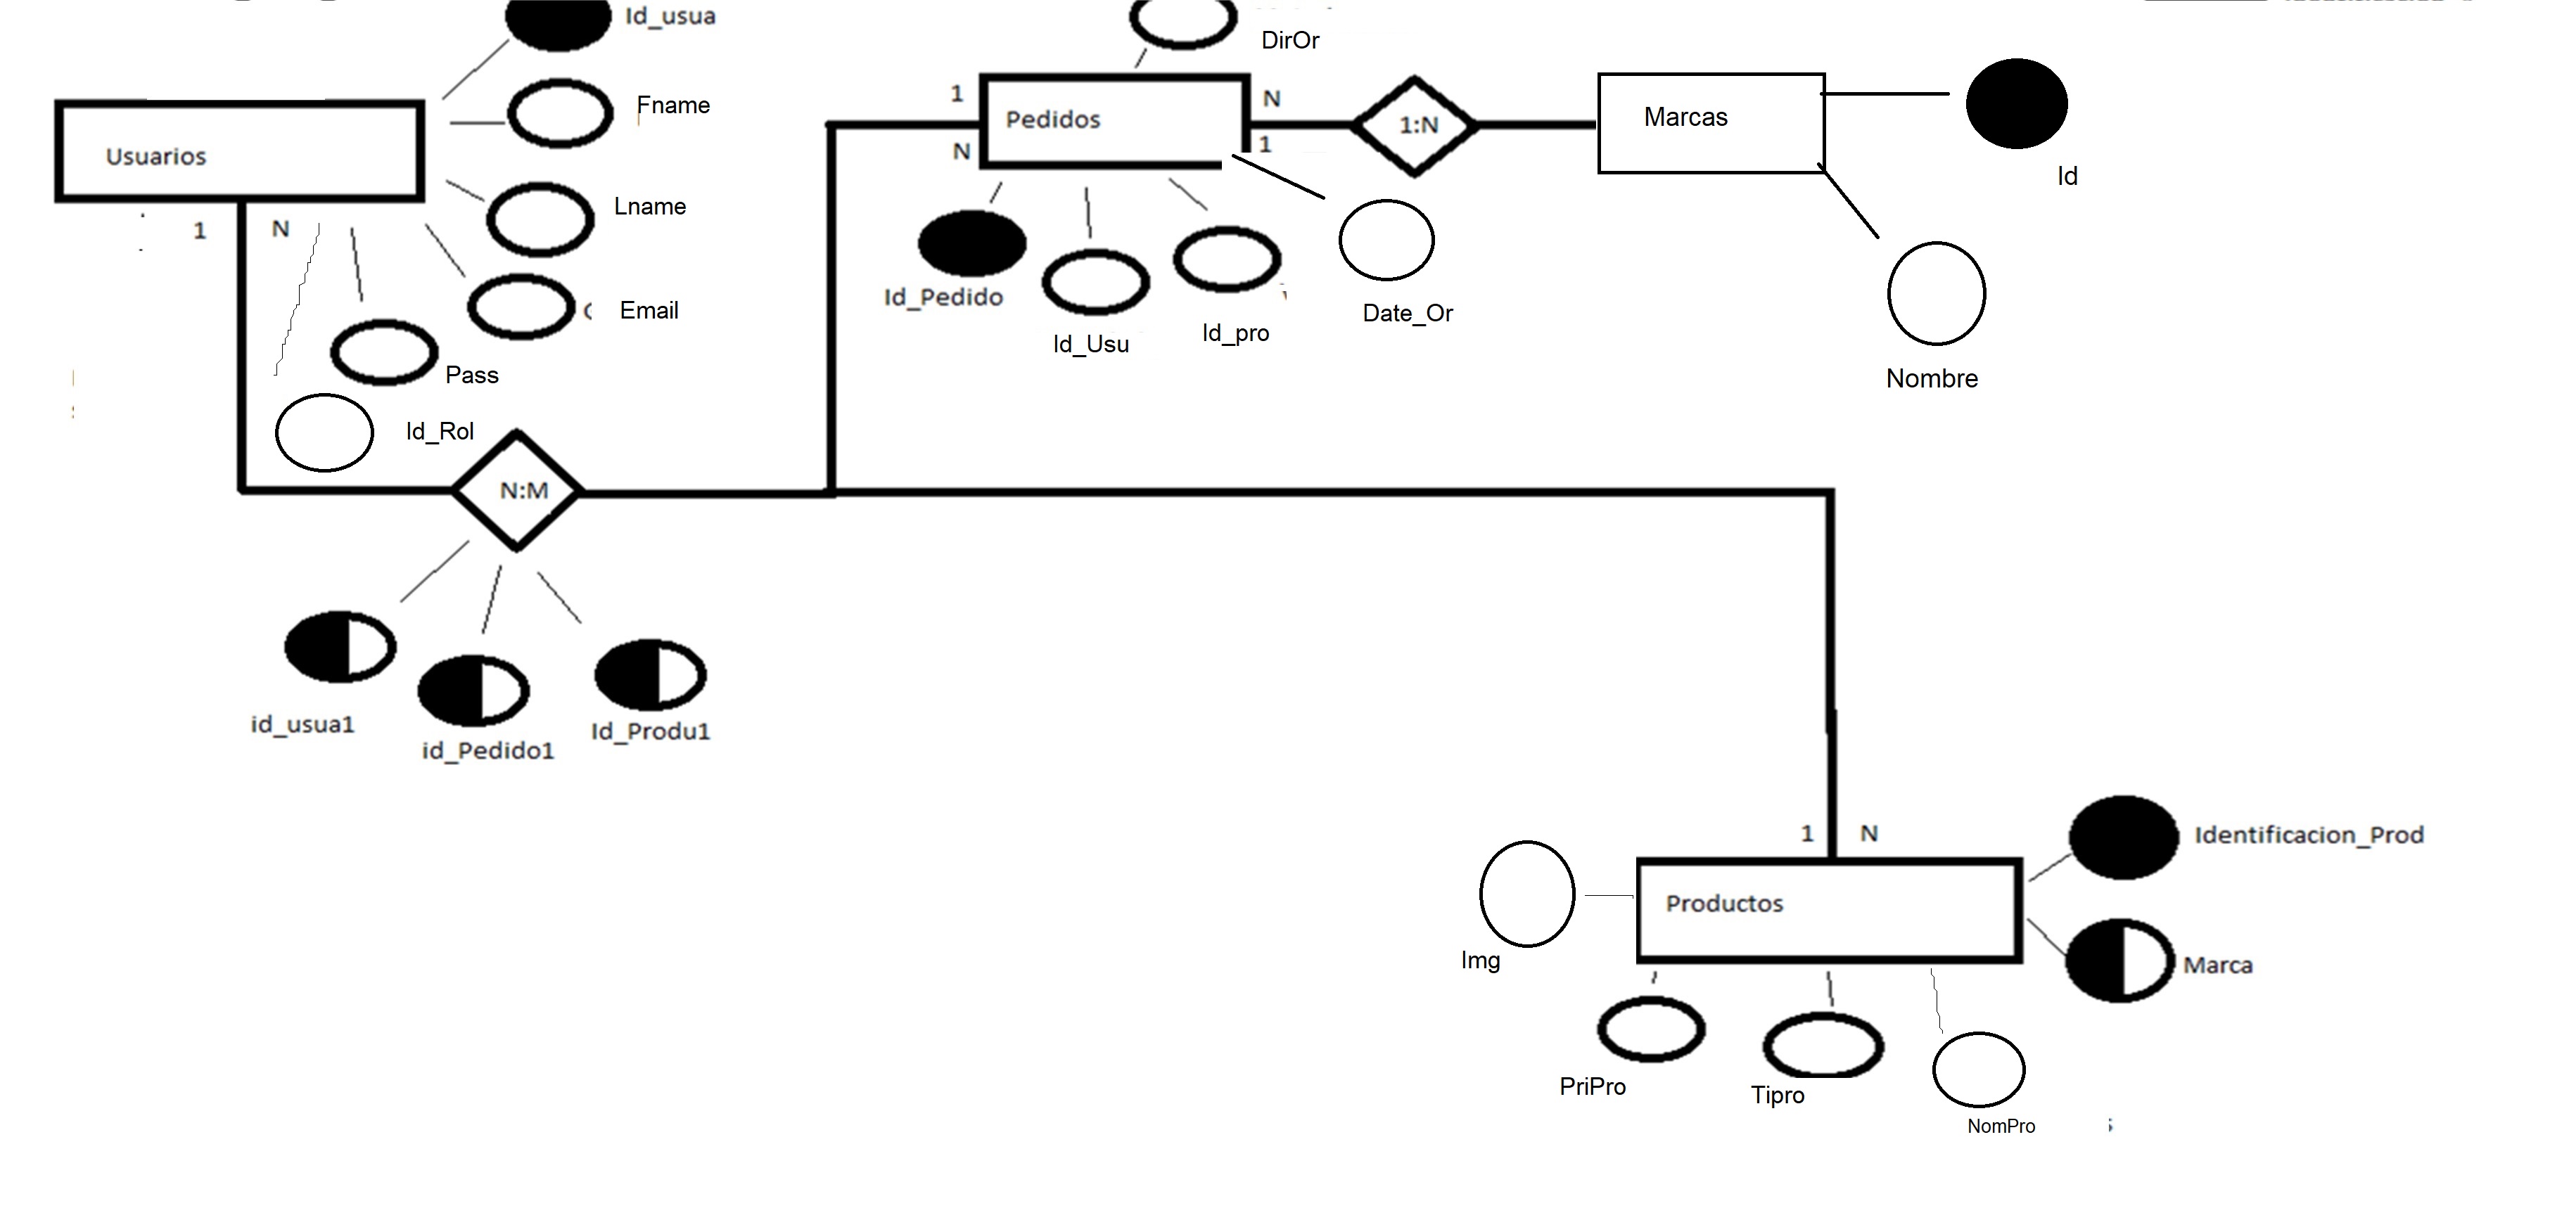 Id_usua
Fname
Usuarios
Lname
1
N
Email
Pass
Id_Rol
DirOr
1
N
Pedidos
N
1
1:N
Marcas
Id
Id_Pedido
Id_Usu
Id_pro
Date_Or
Nombre
N:M
id_usua1
id_Pedido1
Id_Produ1
1
N
Identificacion_Prod
Productos
Img
Marca
PriPro
Tipro
NomPro